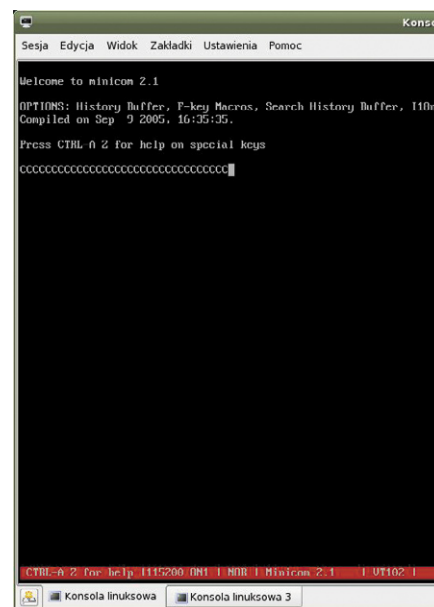 Konso
Sesja Edycja Widok Zakładki Ustawienia Pomoc
Welcome to minicom 2.1
OPTIONS: History Buffer, F-key Macros, Search History Buffer, I18n
Compiled on Sep 9 2005, 16:35:35.
Press CTRL-A Z for help on special keys
CCCCCCCCCCCCCCCCCCCCCCCCCCCCCCCCC
CTRL-A Z for help |115200 8N1 | NOR | Minicom 2.1 | VT102 |
Konsola linuksowa Konsola linuksowa 3